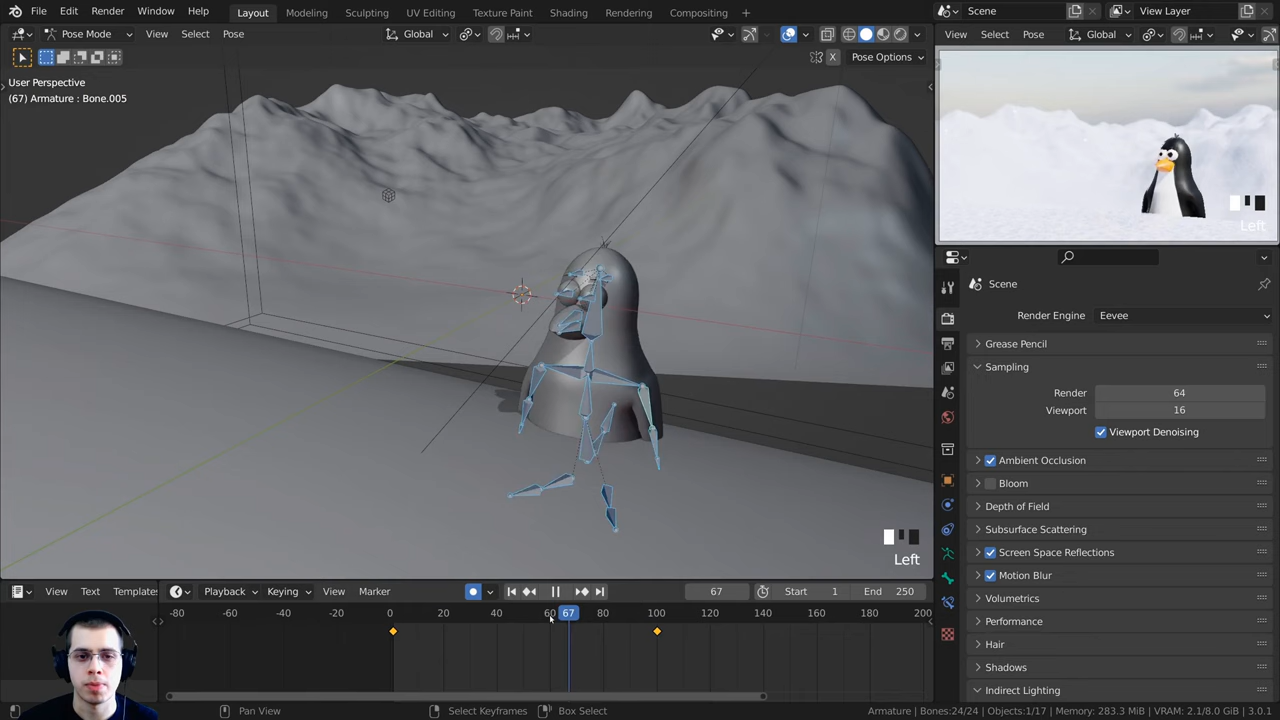 File Edit Render Window Help Layout Modeling Sculpting UV Editing Texture Paint Shading Rendering Compositing + Scene View Layer
Pose Mode View Select Pose Global View Select Pose Global
X Pose Options
User Perspective
(67) Armature : Bone.005
Left
Scene
Render Engine Eevee
Grease Pencil
Sampling
Render 64
Viewport 16
Viewport Denoising
Ambient Occlusion
Bloom
Depth of Field
Subsurface Scattering
Screen Space Reflections
Motion Blur
Volumetrics
Performance
Hair
Shadows
Indirect Lighting
Left
View Text Templates Playback Keying View Marker 67 Start 1 End 250
-80 -60 -40 -20 0 20 40 60 67 80 100 120 140 160 180 200
Pan View Select Keyframes Box Select Armature | Bones:24/24 | Objects:1/17 | Memory: 283.3 MiB | VRAM: 2.1/8.0 GiB | 3.0.1